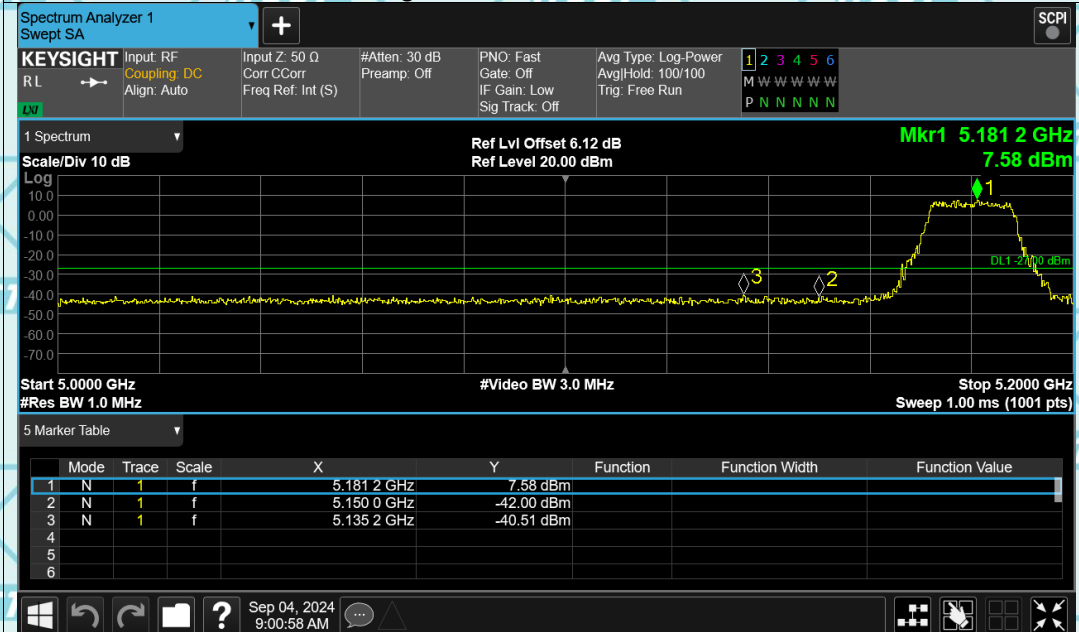 Spectrum Analyzer 1
Swept SA
+
SCPI
KEYSIGHT
R L
LXI
Input: RF
Coupling: DC
Align: Auto
Input Z: 50 Ω
Corr CCorr
Freq Ref: Int (S)
#Atten: 30 dB
Preamp: Off
PNO: Fast
Gate: Off
IF Gain: Low
Sig Track: Off
Avg Type: Log-Power
Avg|Hold: 100/100
Trig: Free Run
1 2 3 4 5 6
M W W W W W
P N N N N N
1 Spectrum
Scale/Div 10 dB
Ref Lvl Offset 6.12 dB
Ref Level 20.00 dBm
Mkr1 5.181 2 GHz
7.58 dBm
Log
10.0
0.00
-10.0
-20.0
-30.0
-40.0
-50.0
-60.0
-70.0
1
DL1 -27.00 dBm
3
2
Start 5.0000 GHz
#Video BW 3.0 MHz
Stop 5.2000 GHz
#Res BW 1.0 MHz
Sweep 1.00 ms (1001 pts)
5 Marker Table
Mode Trace Scale X Y Function Function Width Function Value
1 N 1 f 5.181 2 GHz 7.58 dBm
2 N 1 f 5.150 0 GHz -42.00 dBm
3 N 1 f 5.135 2 GHz -40.51 dBm
4
5
6
?
Sep 04, 2024
9:00:58 AM